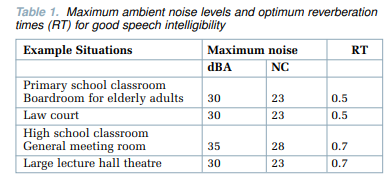 Table 1. Maximum ambient noise levels and optimum reverberation
times (RT) for good speech intelligibility
Example Situations Maximum noise RT
dBA NC
Primary school classroom
Boardroom for elderly adults 30 23 0.5
Law court 30 23 0.5
High school classroom
General meeting room 35 28 0.7
Large lecture hall theatre 30 23 0.7